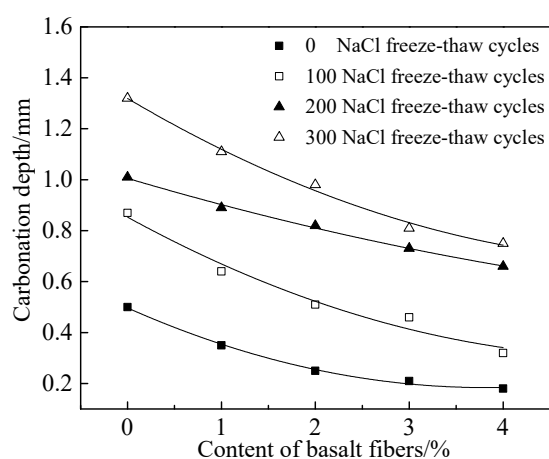 1.6
1.4
1.2
1.0
0.8
0.6
0.4
0.2
Carbonation depth/mm
0 NaCl freeze-thaw cycles
100 NaCl freeze-thaw cycles
200 NaCl freeze-thaw cycles
300 NaCl freeze-thaw cycles
0 1 2 3 4
Content of basalt fibers/%